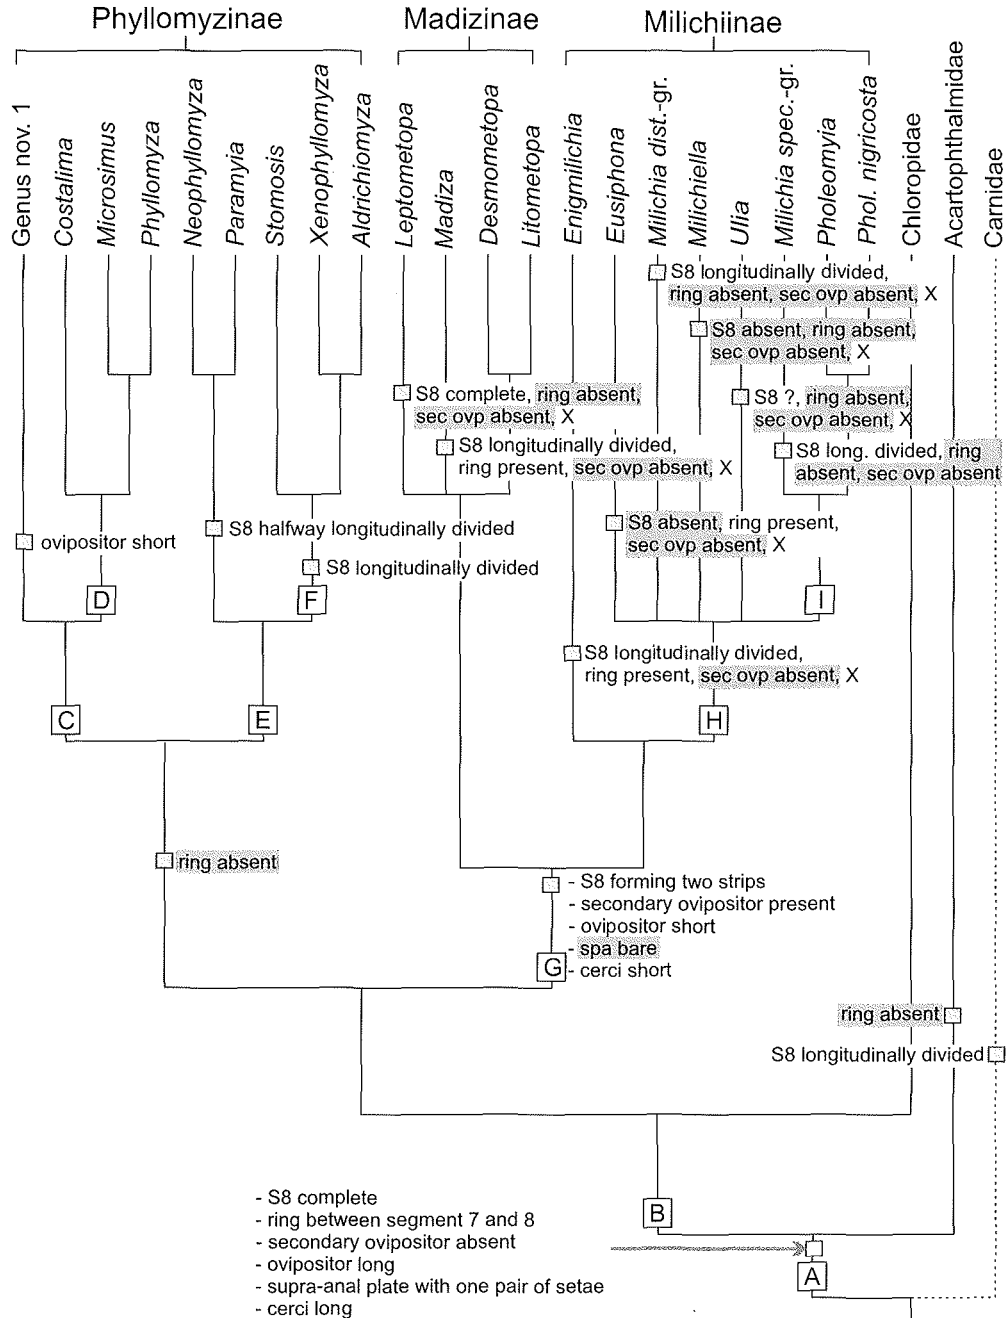 Phyllomyzinae
Madizinae
Milichiinae
Genus nov. 1
Costalima
Microsimus
Phyllomyza
Neophyllomyza
Paramyia
Stomosis
Xenophyllomyza
Aldrichiomyza
Leptometopa
Madiza
Desmometopa
Litometopa
Enigmilichia
Eusiphona
Milichia dist.-gr.
Milichiella
Ulia
Milichia spec.-gr.
Pholeomyia
Phol. nigricosta
Chloropidae
Acartophthalmidae
Carnidae
S8 longitudinally divided,
ring absent, sec ovp absent, X
S8 absent, ring absent,
sec ovp absent, X
S8 complete, ring absent,
sec ovp absent, X
S8 ?, ring absent,
sec ovp absent, X
S8 longitudinally divided,
ring present, sec ovp absent, X
S8 long. divided, ring
absent, sec ovp absent
ovipositor short
S8 halfway longitudinally divided
S8 absent, ring present,
sec ovp absent, X
S8 longitudinally divided
D
F
I
S8 longitudinally divided,
ring present, sec ovp absent, X
C
E
H
ring absent
- S8 forming two strips
- secondary ovipositor present
- ovipositor short
- spa bare
- cerci short
G
ring absent
S8 longitudinally divided
B
- S8 complete
- ring between segment 7 and 8
- secondary ovipositor absent
- ovipositor long
- supra-anal plate with one pair of setae
- cerci long
A